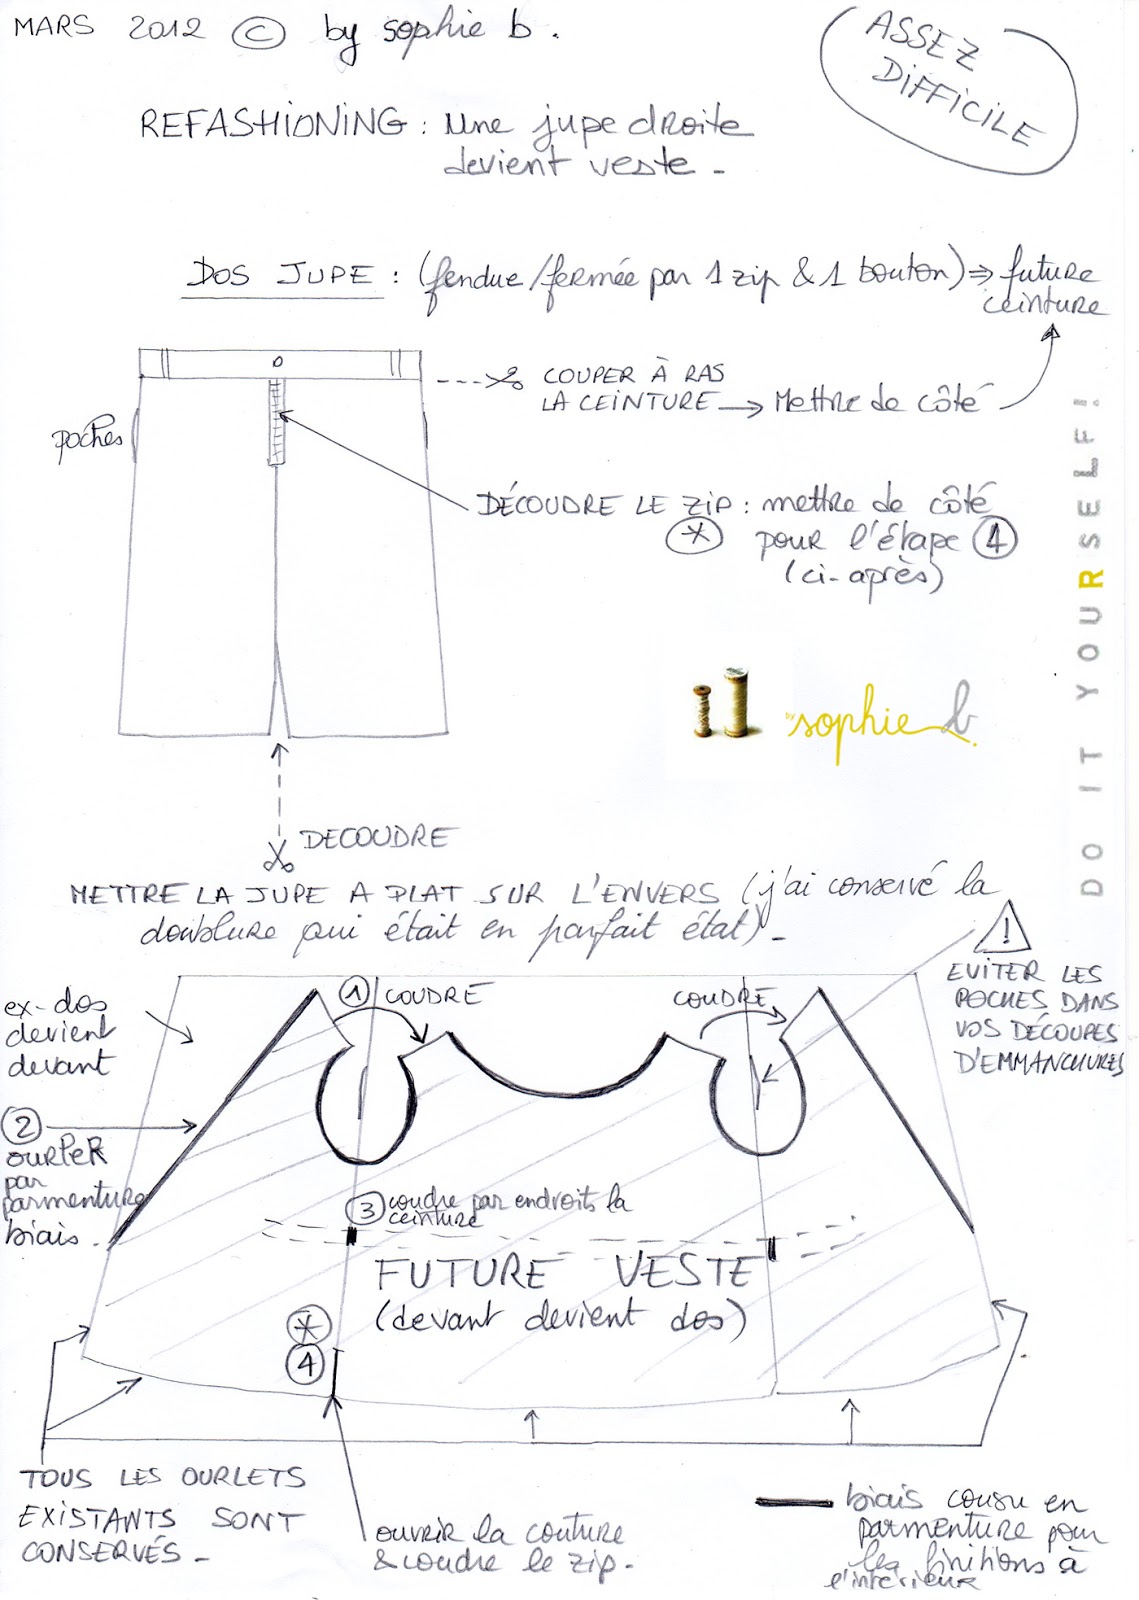 MARS 2012 © by sophie b.
ASSEZ
DIFFICILE
REFASHIONING : Une jupe droite
devient veste -
DOS JUPE : (fendue/fermée par 1 zip & 1 bouton) ⇒ future
ceinture
COUPER À RAS
LA CEINTURE → Mettre de côté
poches
DÉCOUDRE LE ZIP : mettre de côté
* pour l'étape 4
(ci-après)
by sophie b.
DO IT YOURSELF!
DECOUDRE
METTRE LA JUPE A PLAT SUR L'ENVERS (j'ai conservé la
doublure qui était en parfait état) -
!
EVITER LES
POCHES DANS
VOS DÉCOUPES
D'EMMANCHURES
ex-dos
devient
devant
1 COUDRE
COUDRE
2
OURLER
par
parmenture
biais.
3 coudre par endroits la
ceinture
FUTURE VESTE
(devant devient dos)
*
4
TOUS LES OURLETS
EXISTANTS SONT
CONSERVÉS -
ouvrir la couture
& coudre le zip -
biais cousu en
parmenture pour
les finitions à
l'intérieur